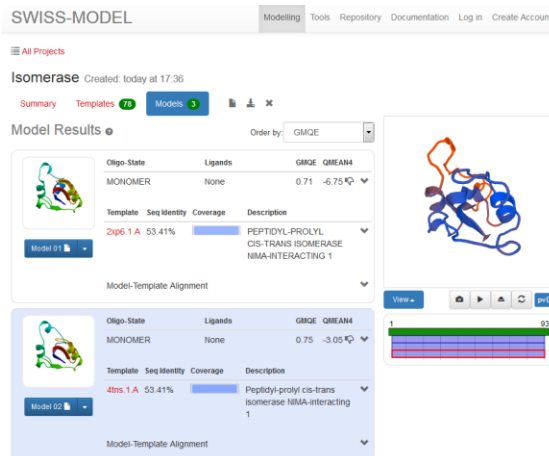 SWISS-MODEL
Modelling Tools Repository Documentation Log in Create Accoun
All Projects
Isomerase Created: today at 17:36
Summary Templates 78 Models 3
Model Results
Order by: GMQE
Oligo-State Ligands GMQE QMEAN4
MONOMER None 0.71 -6.75
Template Seq Identity Coverage Description
2xp6.1.A 53.41% PEPTIDYL-PROLYL
CIS-TRANS ISOMERASE
NIMA-INTERACTING 1
Model 01
Model-Template Alignment
Oligo-State Ligands GMQE QMEAN4
MONOMER None 0.75 -3.05
Template Seq Identity Coverage Description
4tns.1.A 53.41% Peptidyl-prolyl cis-trans
isomerase NIMA-interacting
1
Model 02
Model-Template Alignment
View
1 93